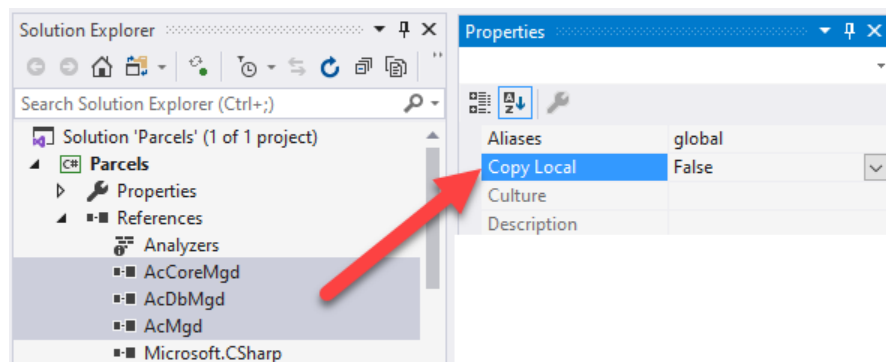 Solution Explorer
Search Solution Explorer (Ctrl+;)
Solution 'Parcels' (1 of 1 project)
C# Parcels
Properties
References
Analyzers
AcCoreMgd
AcDbMgd
AcMgd
Microsoft.CSharp
Properties
Aliases global
Copy Local False
Culture
Description